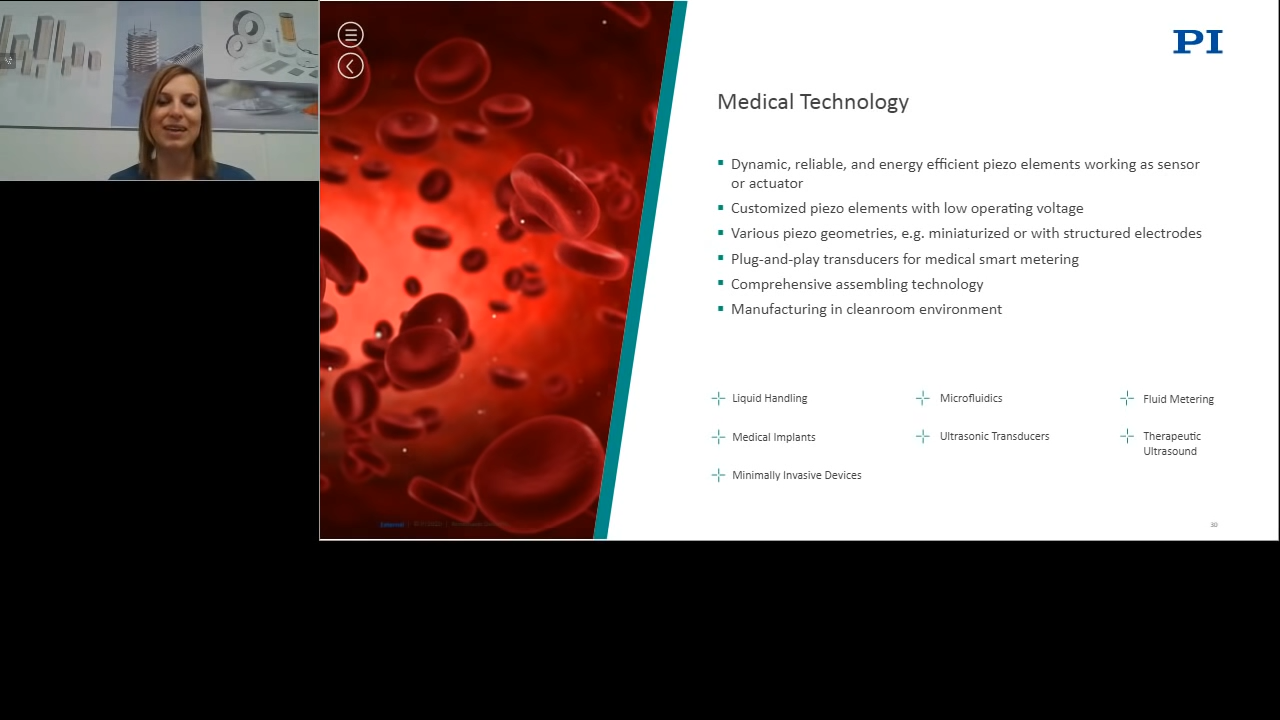 PI
Medical Technology
Dynamic, reliable, and energy efficient piezo elements working as sensor
or actuator
Customized piezo elements with low operating voltage
Various piezo geometries, e.g. miniaturized or with structured electrodes
Plug-and-play transducers for medical smart metering
Comprehensive assembling technology
Manufacturing in cleanroom environment
Liquid Handling
Microfluidics
Fluid Metering
Medical Implants
Ultrasonic Transducers
Therapeutic
Ultrasound
Minimally Invasive Devices
External
30